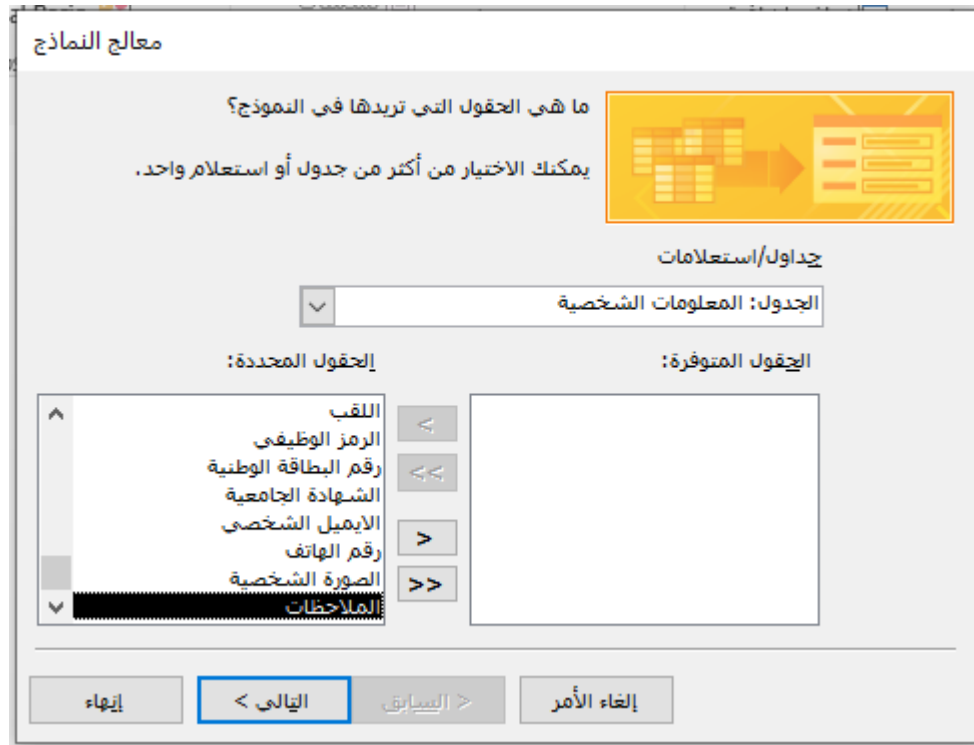 معالج النماذج
ما هي الحقول التي تريدها في النموذج؟
يمكنك الاختيار من أكثر من جدول أو استعلام واحد.
جداول/استعلامات
الجدول: المعلومات الشخصية
الحقول المتوفرة:
الحقول المحددة:
اللقب
الرمز الوظيفي
رقم البطاقة الوطنية
الشهادة الجامعية
الايميل الشخصي
رقم الهاتف
الصورة الشخصية
الملاحظات
>
>>
<
<<
إلغاء الأمر
< السابق
التالي >
إنهاء